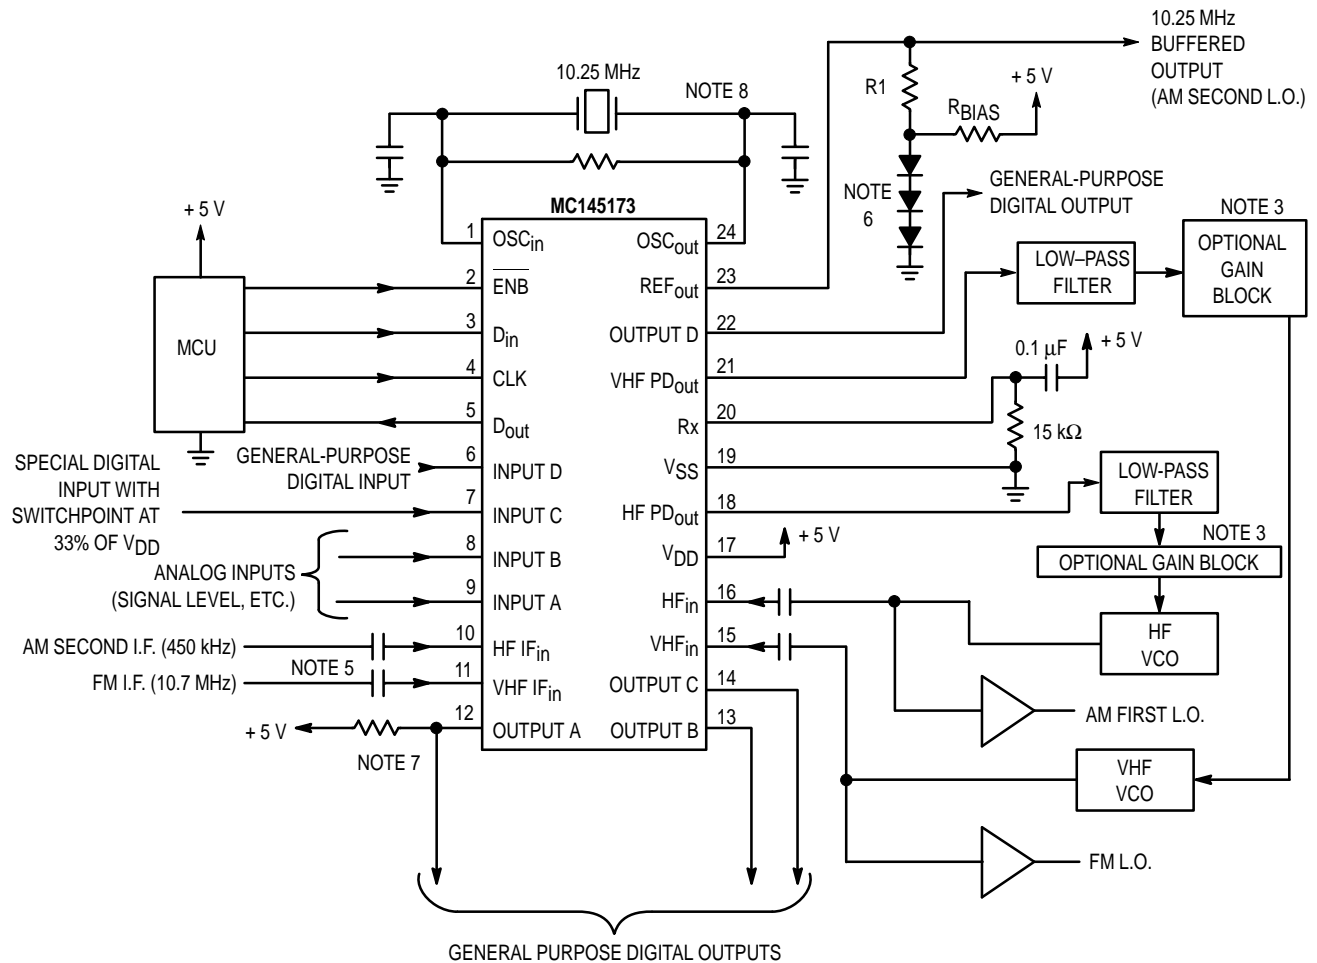 10.25 MHz
BUFFERED
OUTPUT
(AM SECOND L.O.)
10.25 MHz
NOTE 8
R1
+ 5 V
RBIAS
NOTE
6
GENERAL-PURPOSE
DIGITAL OUTPUT
NOTE 3
OPTIONAL
GAIN
BLOCK
LOW–PASS
FILTER
+ 5 V
MCU
MC145173
1
OSCin
2
ENB
3
Din
4
CLK
5
Dout
6
INPUT D
7
INPUT C
8
INPUT B
9
INPUT A
10
HF IFin
11
VHF IFin
12
OUTPUT A
24
OSCout
23
REFout
22
OUTPUT D
21
VHF PDout
20
Rx
19
VSS
18
HF PDout
17
VDD
16
HFin
15
VHFin
14
OUTPUT C
13
OUTPUT B
GENERAL-PURPOSE
DIGITAL INPUT
SPECIAL DIGITAL
INPUT WITH
SWITCHPOINT AT
33% OF VDD
ANALOG INPUTS
(SIGNAL LEVEL, ETC.)
AM SECOND I.F. (450 kHz)
NOTE 5
FM I.F. (10.7 MHz)
+ 5 V
NOTE 7
0.1 µF
+ 5 V
15 kΩ
+ 5 V
LOW-PASS
FILTER
NOTE 3
OPTIONAL GAIN BLOCK
HF
VCO
AM FIRST L.O.
VHF
VCO
FM L.O.
GENERAL PURPOSE DIGITAL OUTPUTS